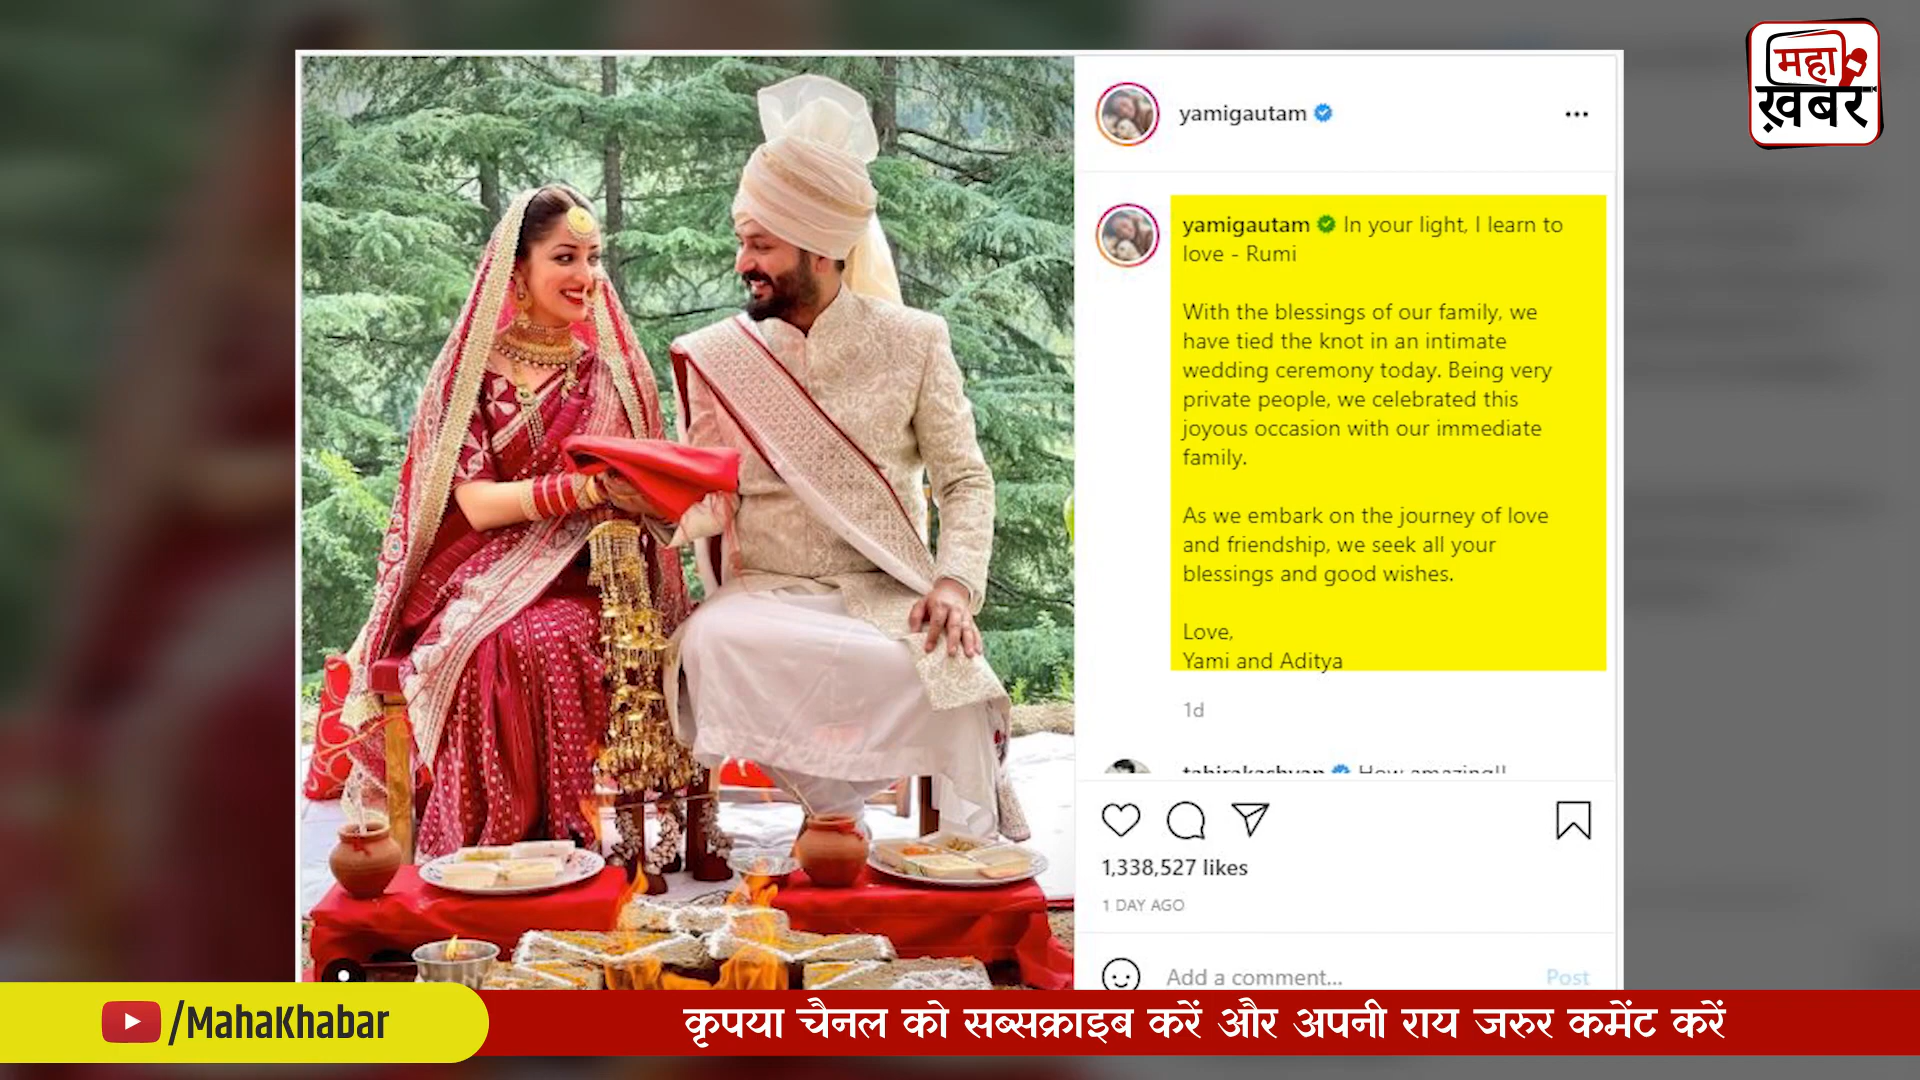 महा
ख़बर
yamigautam
yamigautam In your light, I learn to
love - Rumi
With the blessings of our family, we
have tied the knot in an intimate
wedding ceremony today. Being very
private people, we celebrated this
joyous occasion with our immediate
family.
As we embark on the journey of love
and friendship, we seek all your
blessings and good wishes.
Love,
Yami and Aditya
1d
tahirakashyap How amazing!!
1,338,527 likes
1 DAY AGO
Add a comment... Post
/MahaKhabar
कृपया चैनल को सब्सक्राइब करें और अपनी राय जरुर कमेंट करें